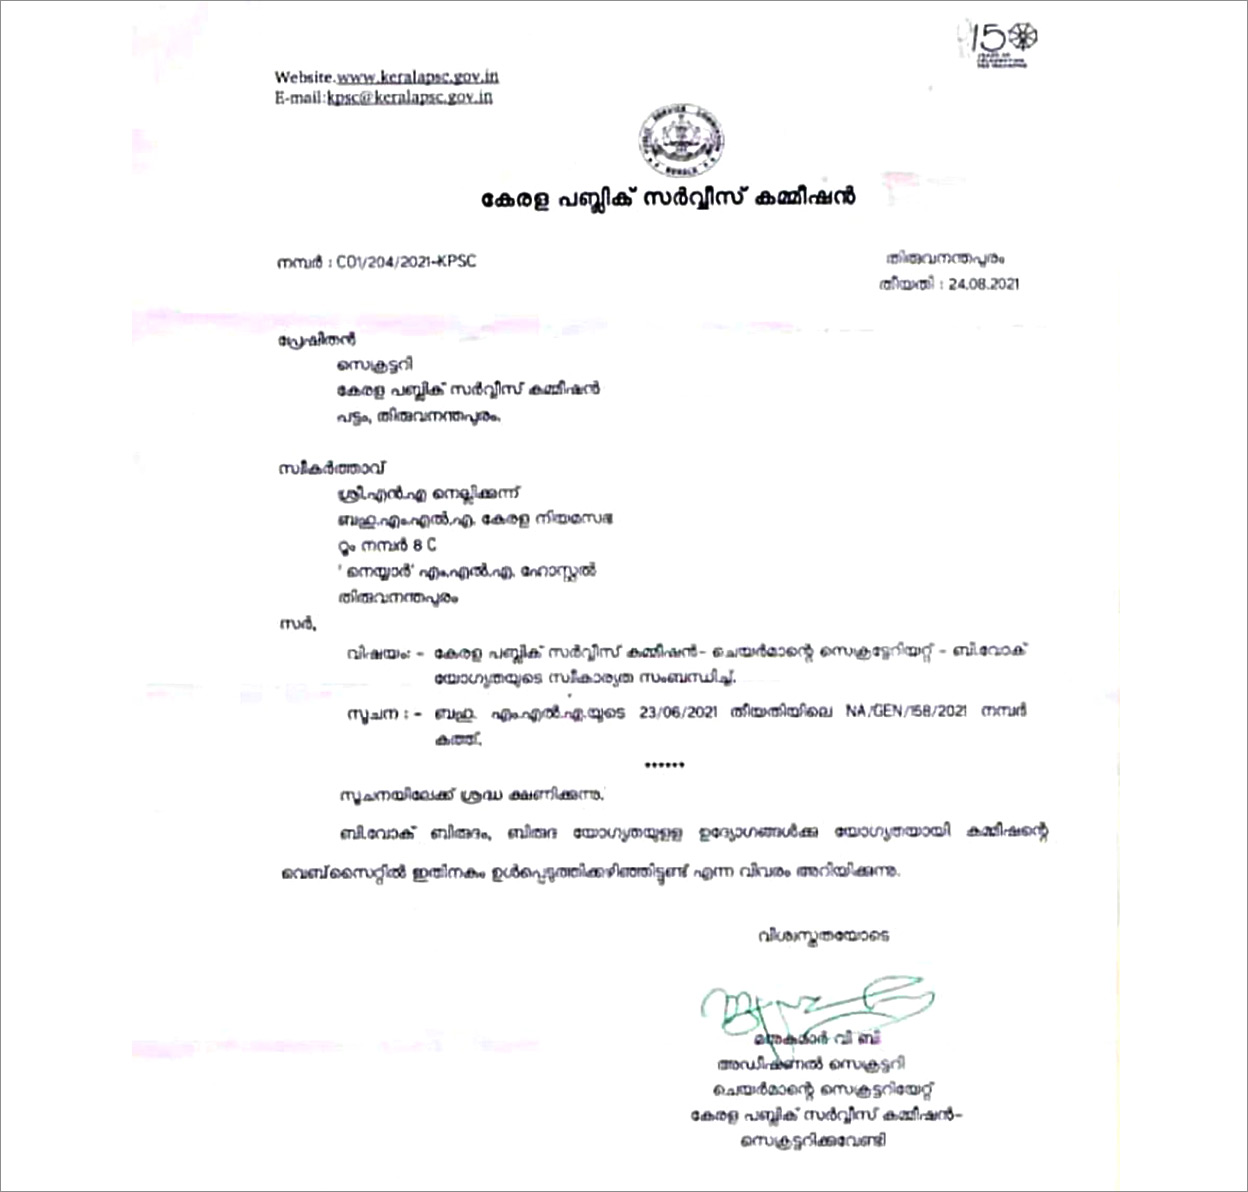 150
Website.www.keralapsc.gov.in
E-mail:kpsc@keralapsc.gov.in
കേരള പബ്ലിക് സർവ്വീസ് കമ്മീഷൻ
നമ്പർ : CO1/204/2021-KPSC
തിരുവനന്തപുരം
തീയതി : 24.08.2021
പ്രേഷിതൻ
സെക്രട്ടറി
കേരള പബ്ലിക് സർവ്വീസ് കമ്മീഷൻ
പട്ടം, തിരുവനന്തപുരം.
സ്വീകർത്താവ്
ശ്രീ.എൻ.എ നെല്ലിക്കുന്ന്
ബഹു.എം.എൽ.എ. കേരള നിയമസഭ
റൂം നമ്പർ 8 C
' നെയ്യാർ' എം.എൽ.എ. ഹോസ്റ്റൽ
തിരുവനന്തപുരം
സർ,
വിഷയം: - കേരള പബ്ലിക് സർവ്വീസ് കമ്മീഷൻ- ചെയർമാന്റെ സെക്രട്ടേറിയറ്റ് - ബി.വോക്
യോഗ്യതയുടെ സ്വീകാര്യത സംബന്ധിച്ച്.
സൂചന : - ബഹു. എം.എൽ.എ.യുടെ 23/06/2021 തീയതിയിലെ NA/GEN/158/2021 നമ്പർ
കത്ത്.
******
സൂചനയിലേക്ക് ശ്രദ്ധ ക്ഷണിക്കുന്നു.
ബി.വോക് ബിരുദം, ബിരുദ യോഗ്യതയുള്ള ഉദ്യോഗങ്ങൾക്കു യോഗ്യതയായി കമ്മീഷന്റെ
വെബ്സൈറ്റിൽ ഇതിനകം ഉൾപ്പെടുത്തിക്കഴിഞ്ഞിട്ടുണ്ട് എന്ന വിവരം അറിയിക്കുന്നു.
വിശ്വസ്തതയോടെ
മധുകുമാർ വി ബി
അഡീഷണൽ സെക്രട്ടറി
ചെയർമാന്റെ സെക്രട്ടറിയേറ്റ്
കേരള പബ്ലിക് സർവ്വീസ് കമ്മീഷൻ-
സെക്രട്ടറിക്കുവേണ്ടി